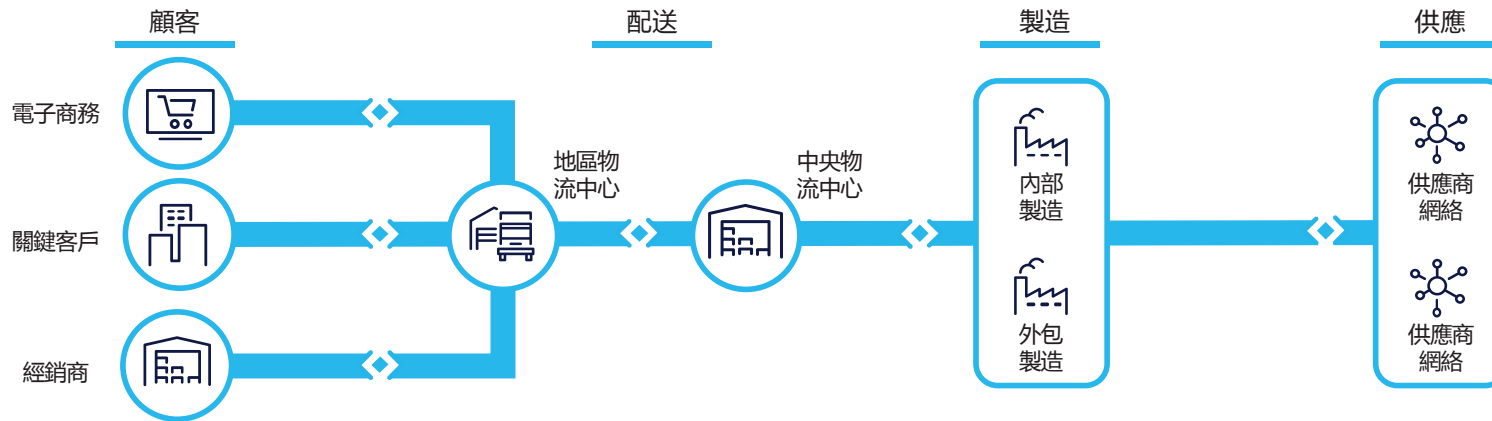 顧客
配送
製造
供應
電子商務
關鍵客戶
經銷商
地區物
流中心
中央物
流中心
內部
製造
外包
製造
供應商
網絡
供應商
網絡